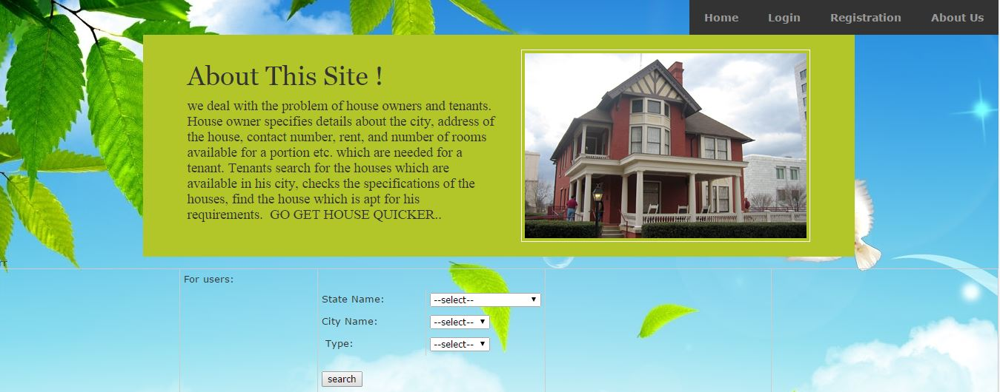 Home Login Registration About Us
About This Site !
we deal with the problem of house owners and tenants.
House owner specifies details about the city, address of
the house, contact number, rent, and number of rooms
available for a portion etc. which are needed for a
tenant. Tenants search for the houses which are
available in his city, checks the specifications of the
houses, find the house which is apt for his
requirements.  GO GET HOUSE QUICKER..
For users:
State Name: --select--
City Name: --select--
Type: --select--
search